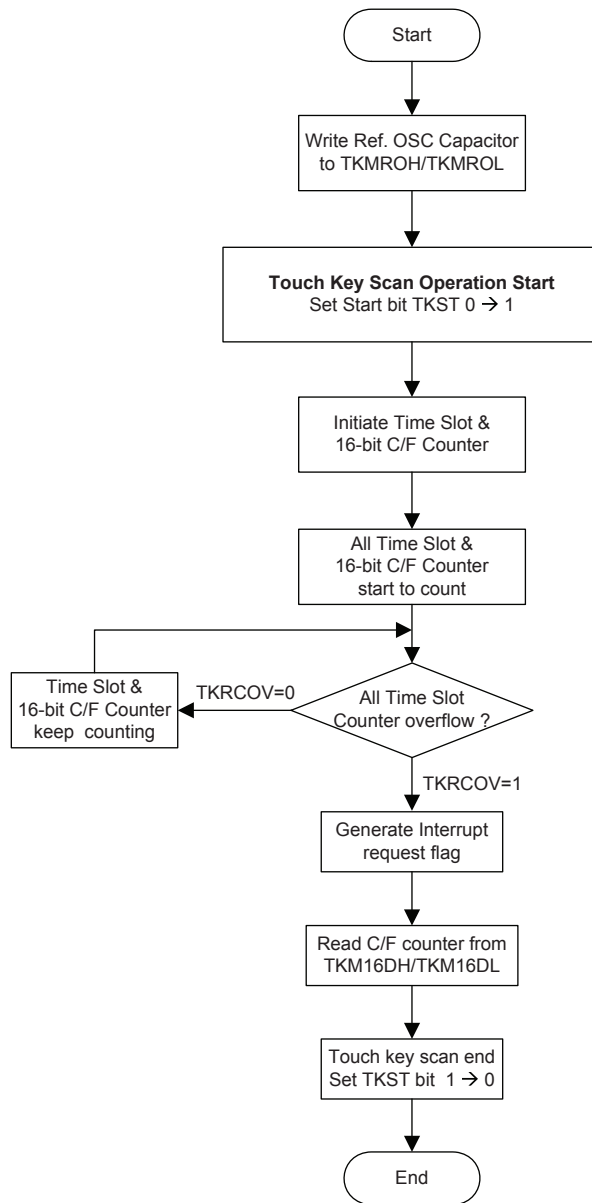 Start
Write Ref. OSC Capacitor
to TKMROH/TKMROL
Touch Key Scan Operation Start
Set Start bit TKST 0 → 1
Initiate Time Slot &
16-bit C/F Counter
All Time Slot &
16-bit C/F Counter
start to count
Time Slot &
16-bit C/F Counter
keep counting
TKRCOV=0
All Time Slot
Counter overflow ?
TKRCOV=1
Generate Interrupt
request flag
Read C/F counter from
TKM16DH/TKM16DL
Touch key scan end
Set TKST bit 1 → 0
End